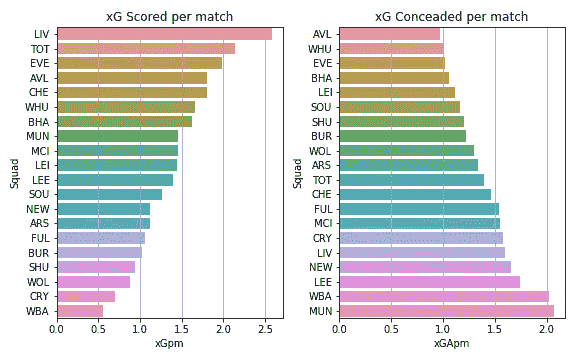 xG Scored per match
LIV
TOT
EVE
AVL
CHE
WHU
BHA
MUN
MCI
LEI
LEE
SOU
NEW
ARS
FUL
BUR
SHU
WOL
CRY
WBA
Squad
0.0 0.5 1.0 1.5 2.0 2.5
xGpm
xG Conceaded per match
AVL
WHU
EVE
BHA
LEI
SOU
SHU
BUR
WOL
ARS
TOT
CHE
FUL
MCI
CRY
LIV
NEW
LEE
WBA
MUN
Squad
0.0 0.5 1.0 1.5 2.0
xGApm